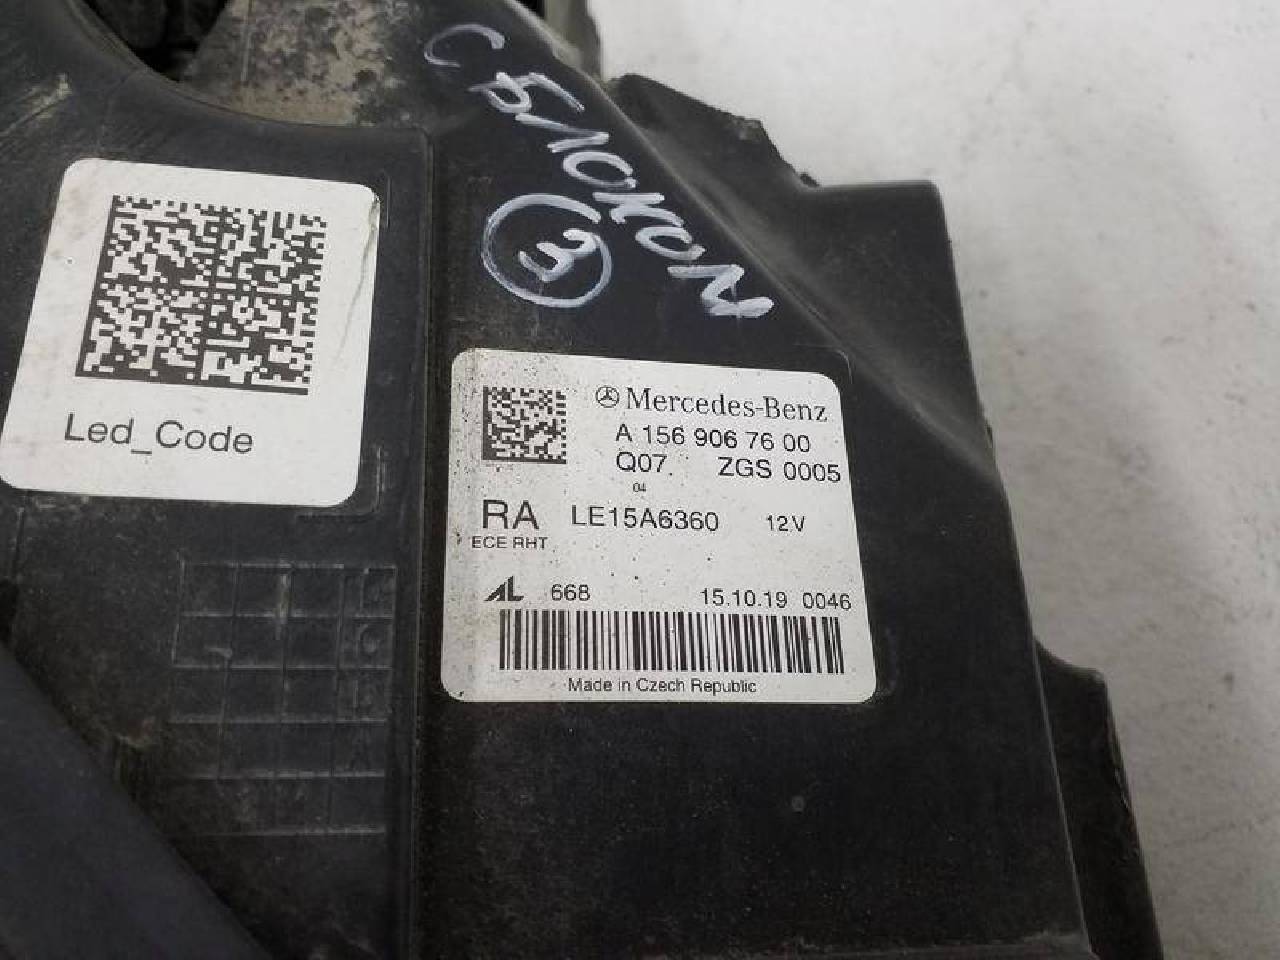 С БЛОКОМ
3
Led_Code
Mercedes-Benz
A 156 906 76 00
Q07 ZGS 0005
04
RA LE15A6360 12V
ECE RHT
AL 668 15.10.19 0046
Made in Czech Republic